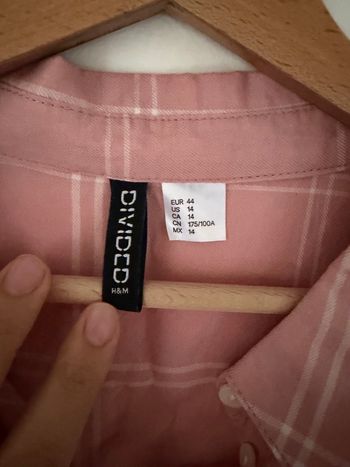 DIVIDED
H&M
EUR 44
US 14
CA 14
CN 175/100A
MX 14